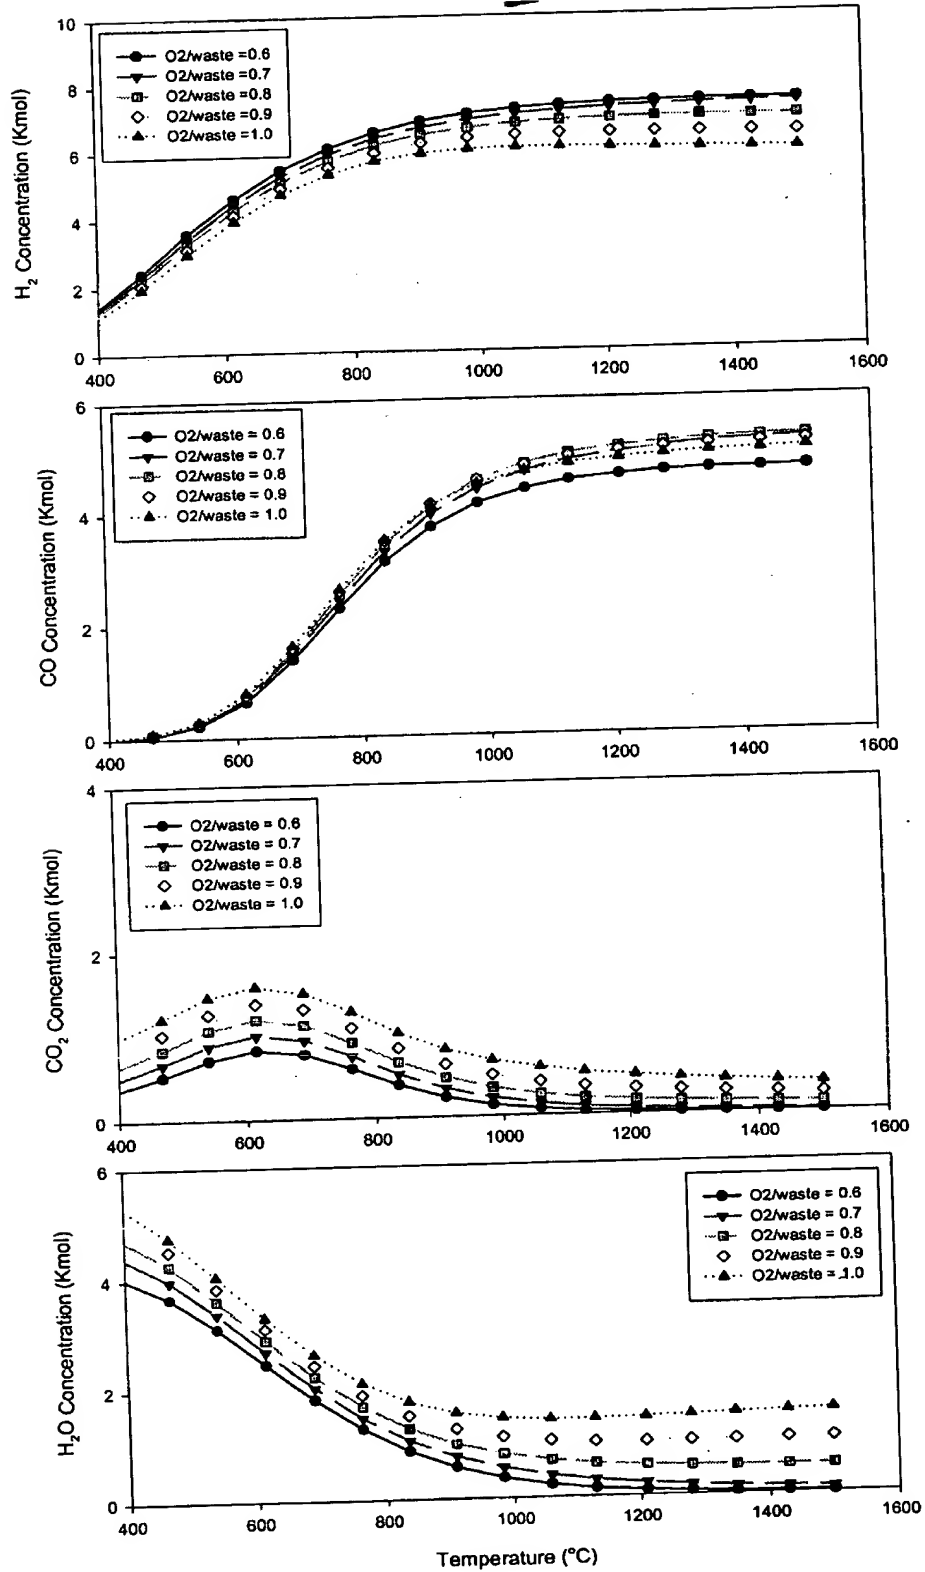 10
O2/waste =0.6
O2/waste =0.7
8
O2/waste =0.8
O2/waste =0.9
O2/waste =1.0
6
4
2
0
H2 Concentration (Kmol)
400 600 800 1000 1200 1400 1600
6
O2/waste = 0.6
O2/waste = 0.7
O2/waste = 0.8
O2/waste = 0.9
O2/waste = 1.0
4
2
0
CO Concentration (Kmol)
400 600 800 1000 1200 1400 1600
4
O2/waste = 0.6
O2/waste = 0.7
O2/waste = 0.8
O2/waste = 0.9
O2/waste = 1.0
2
0
CO2 Concentration (Kmol)
400 600 800 1000 1200 1400 1600
6
O2/waste = 0.6
O2/waste = 0.7
O2/waste = 0.8
O2/waste = 0.9
O2/waste = 1.0
4
2
0
H2O Concentration (Kmol)
400 600 800 1000 1200 1400 1600
Temperature (°C)